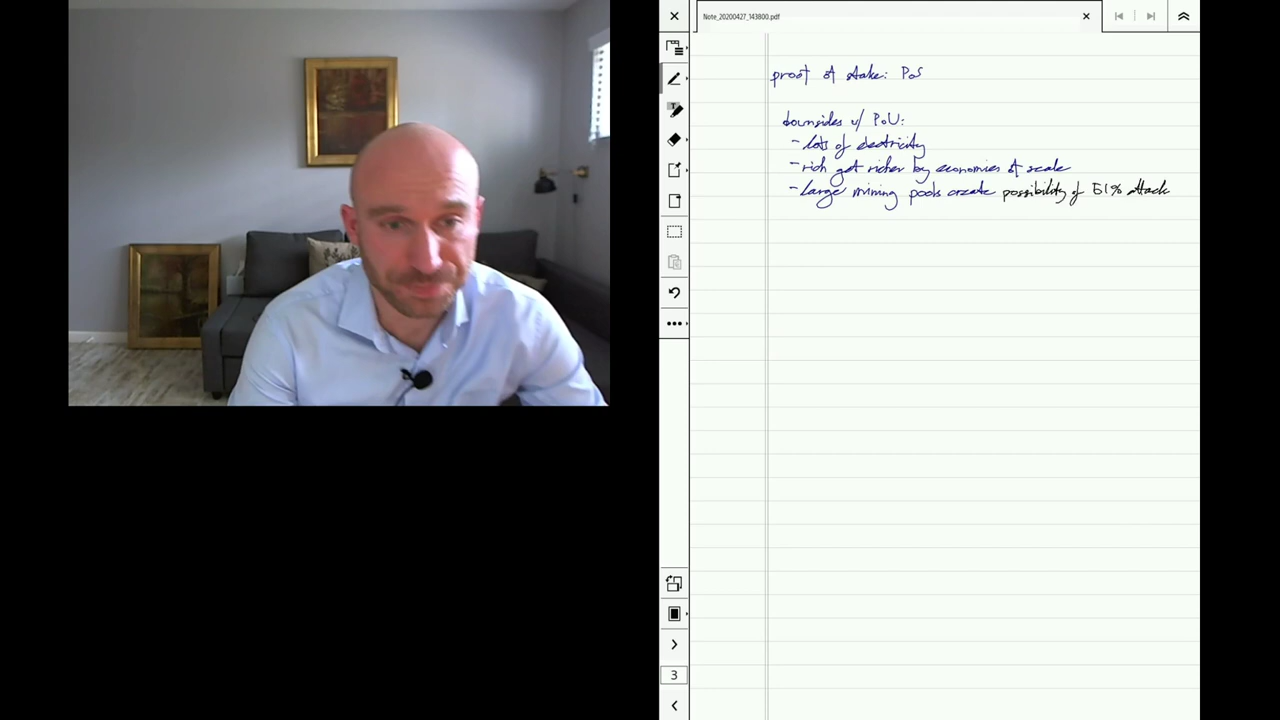 Note_20200427_143800.pdf
proof of stake: PoS
downsides w/ PoW:
- lots of electricity
- rich get richer by economies of scale
- large mining pools create possibility of 51% attack
3